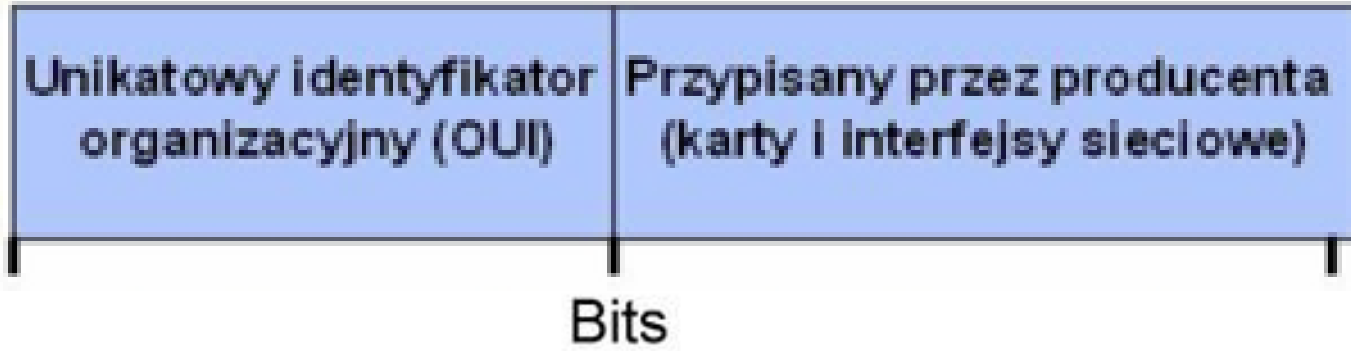 Unikatowy identyfikator
organizacyjny (OUI)
Przypisany przez producenta
(karty i interfejsy sieciowe)
Bits